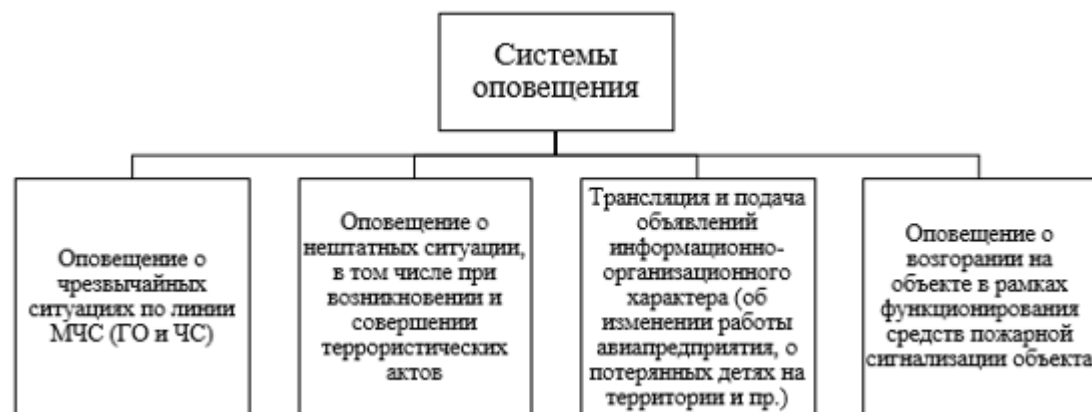 Системы
оповещения
Оповещение о
чрезвычайных
ситуациях по линии
МЧС (ГО и ЧС)
Оповещение о
нештатных ситуации,
в том числе при
возникновении и
совершении
террористических
актов
Трансляция и подача
объявлений
информационно-
организационного
характера (об
изменении работы
авиапредприятия, о
потерянных детях на
территории и пр.)
Оповещение о
возгорании на
объекте в рамках
функционирования
средств пожарной
сигнализации объекта